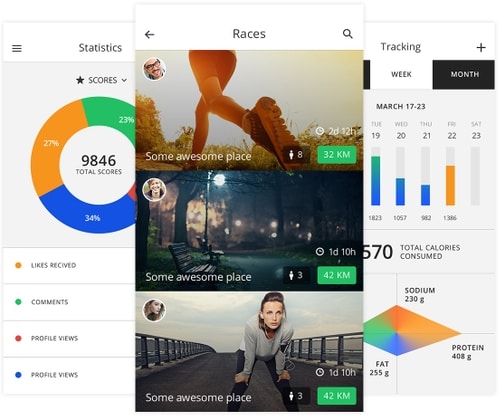 Statistics
SCORES
23%
27%
9846
TOTAL SCORES
34%
LIKES RECIVED
COMMENTS
PROFILE VIEWS
PROFILE VIEWS
Races
2d 12h
Some awesome place
8
32 KM
1d 10h
Some awesome place
3
42 KM
1d 10h
Some awesome place
3
42 KM
Tracking
WEEK
MONTH
MARCH 17-23
TUE WED THU FRI SAT
19 20 21 22 23
1823 1057 982 1386
570 TOTAL CALORIES
CONSUMED
SODIUM
230 g
PROTEIN
408 g
FAT
255 g